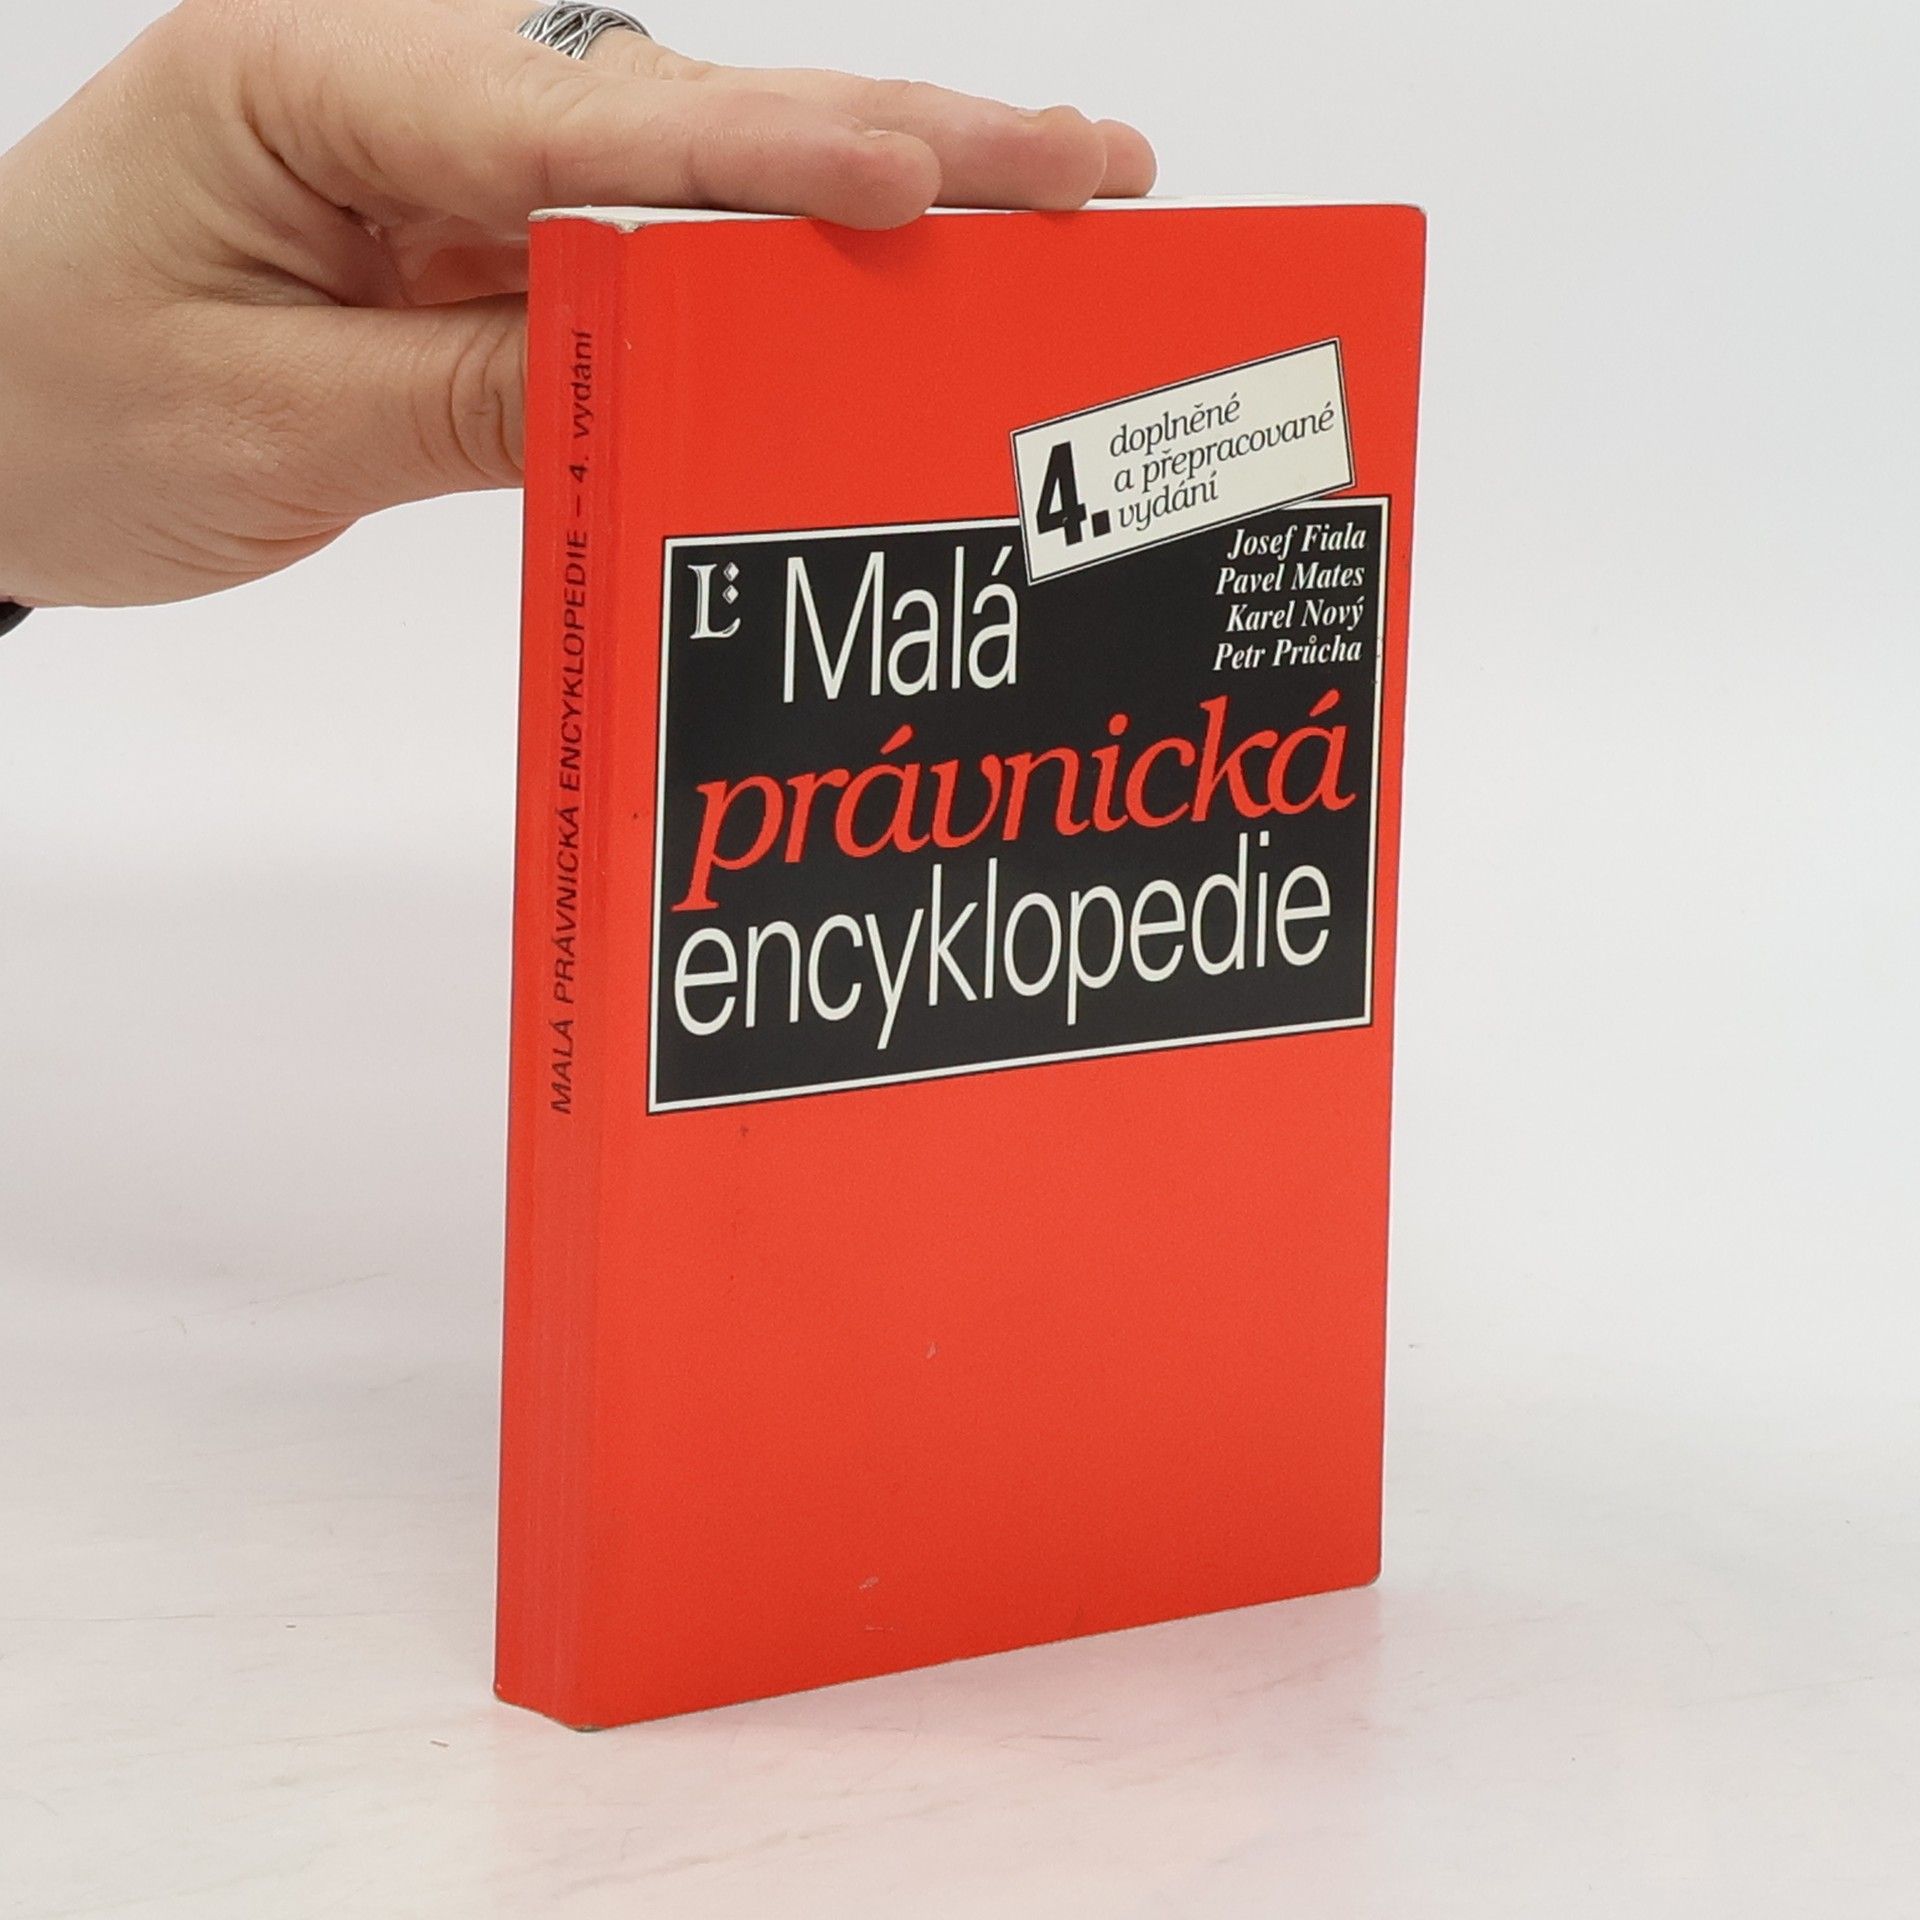 MALÁ PRÁVNICKÁ ENCYKLOPEDIE – 4. vydání
4. doplněné
a přepracované
vydání
Josef Fiala
Pavel Mates
Karel Nový
Petr Průcha
L
Malá
právnická
encyklopedie